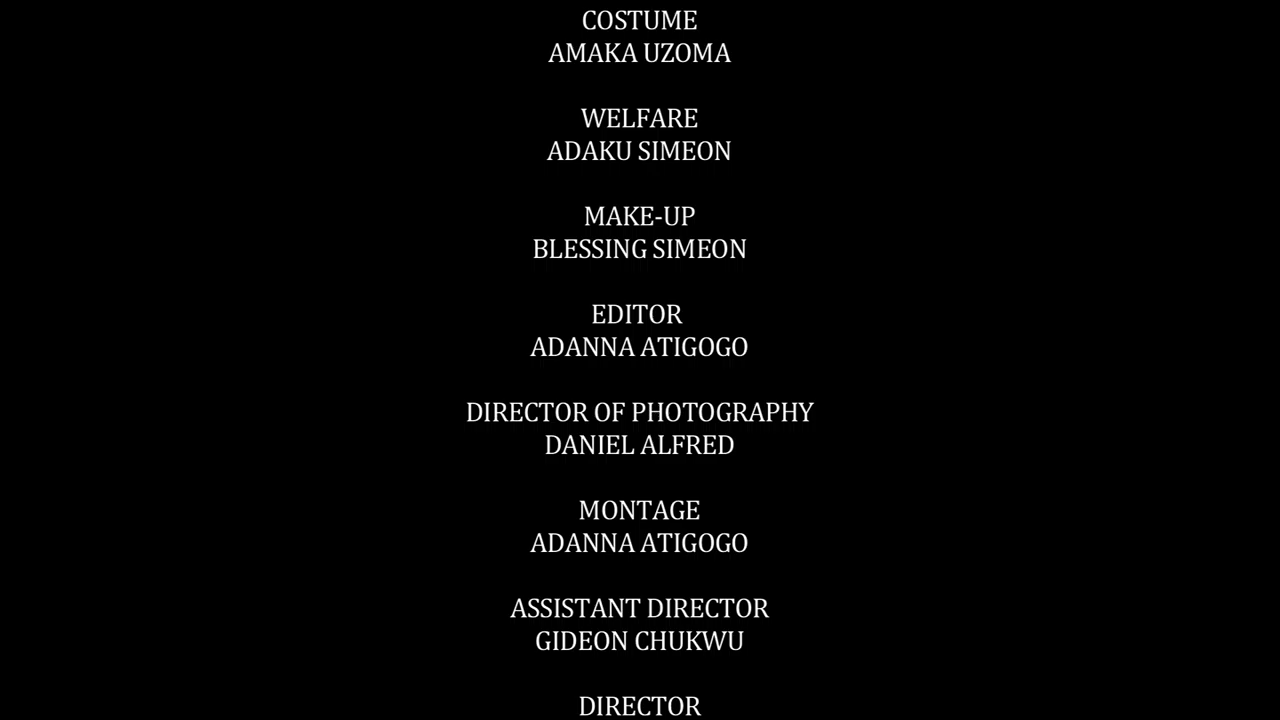 COSTUME
AMAKA UZOMA
WELFARE
ADAKU SIMEON
MAKE-UP
BLESSING SIMEON
EDITOR
ADANNA ATIGOGO
DIRECTOR OF PHOTOGRAPHY
DANIEL ALFRED
MONTAGE
ADANNA ATIGOGO
ASSISTANT DIRECTOR
GIDEON CHUKWU
DIRECTOR